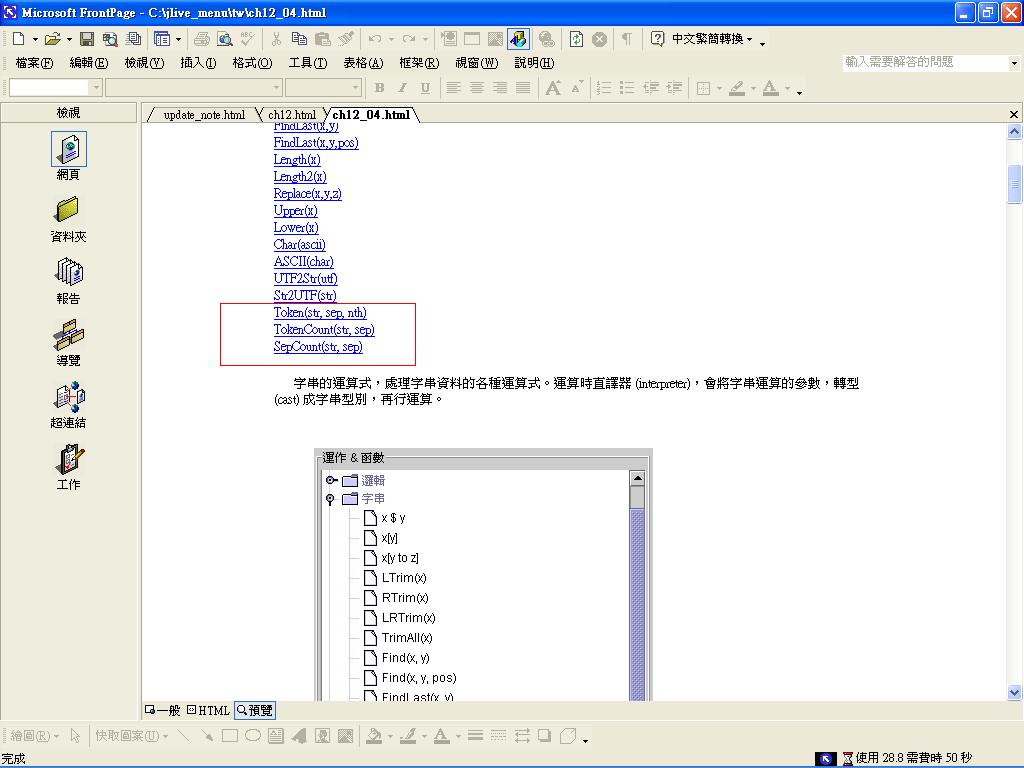 Microsoft FrontPage - C:\jlive_menu\tw\ch12_04.html
中文繁簡轉換
檔案(F) 編輯(E) 檢視(V) 插入(I) 格式(O) 工具(T) 表格(A) 框架(R) 視窗(W) 說明(H)
輸入需要解答的問題
B I U A A A
檢視
update_note.html ch12.html ch12_04.html
網頁
資料夾
報告
導覽
超連結
工作
FindLast(x,y)
FindLast(x,y,pos)
Length(x)
Length2(x)
Replace(x,y,z)
Upper(x)
Lower(x)
Char(ascii)
ASCII(char)
UTF2Str(utf)
Str2UTF(str)
Token(str, sep, nth)
TokenCount(str, sep)
SepCount(str, sep)
字串的運算式，處理字串資料的各種運算式。運算時直譯器 (interpreter)，會將字串運算的參數，轉型
(cast) 成字串型別，再行運算。
運作 & 函數
邏輯
字串
x $ y
x[y]
x[y to z]
LTrim(x)
RTrim(x)
LRTrim(x)
TrimAll(x)
Find(x, y)
Find(x, y, pos)
FindLast(x, y)
一般 HTML 預覽
繪圖(R) 快取圖案(U) A
完成
使用 28.8 需費時 50 秒